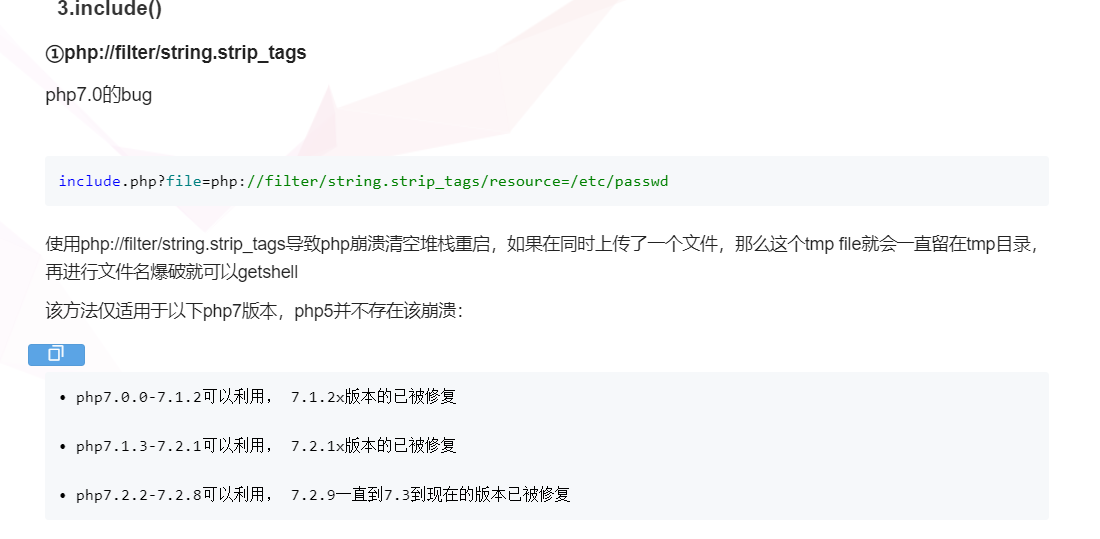 3.include()
①php://filter/string.strip_tags
php7.0的bug
include.php?file=php://filter/string.strip_tags/resource=/etc/passwd
使用php://filter/string.strip_tags导致php崩溃清空堆栈重启，如果在同时上传了一个文件，那么这个tmp file就会一直留在tmp目录，
再进行文件名爆破就可以getshell
该方法仅适用于以下php7版本，php5并不存在该崩溃：
• php7.0.0-7.1.2可以利用， 7.1.2x版本的已被修复
• php7.1.3-7.2.1可以利用， 7.2.1x版本的已被修复
• php7.2.2-7.2.8可以利用， 7.2.9一直到7.3到现在的版本已被修复